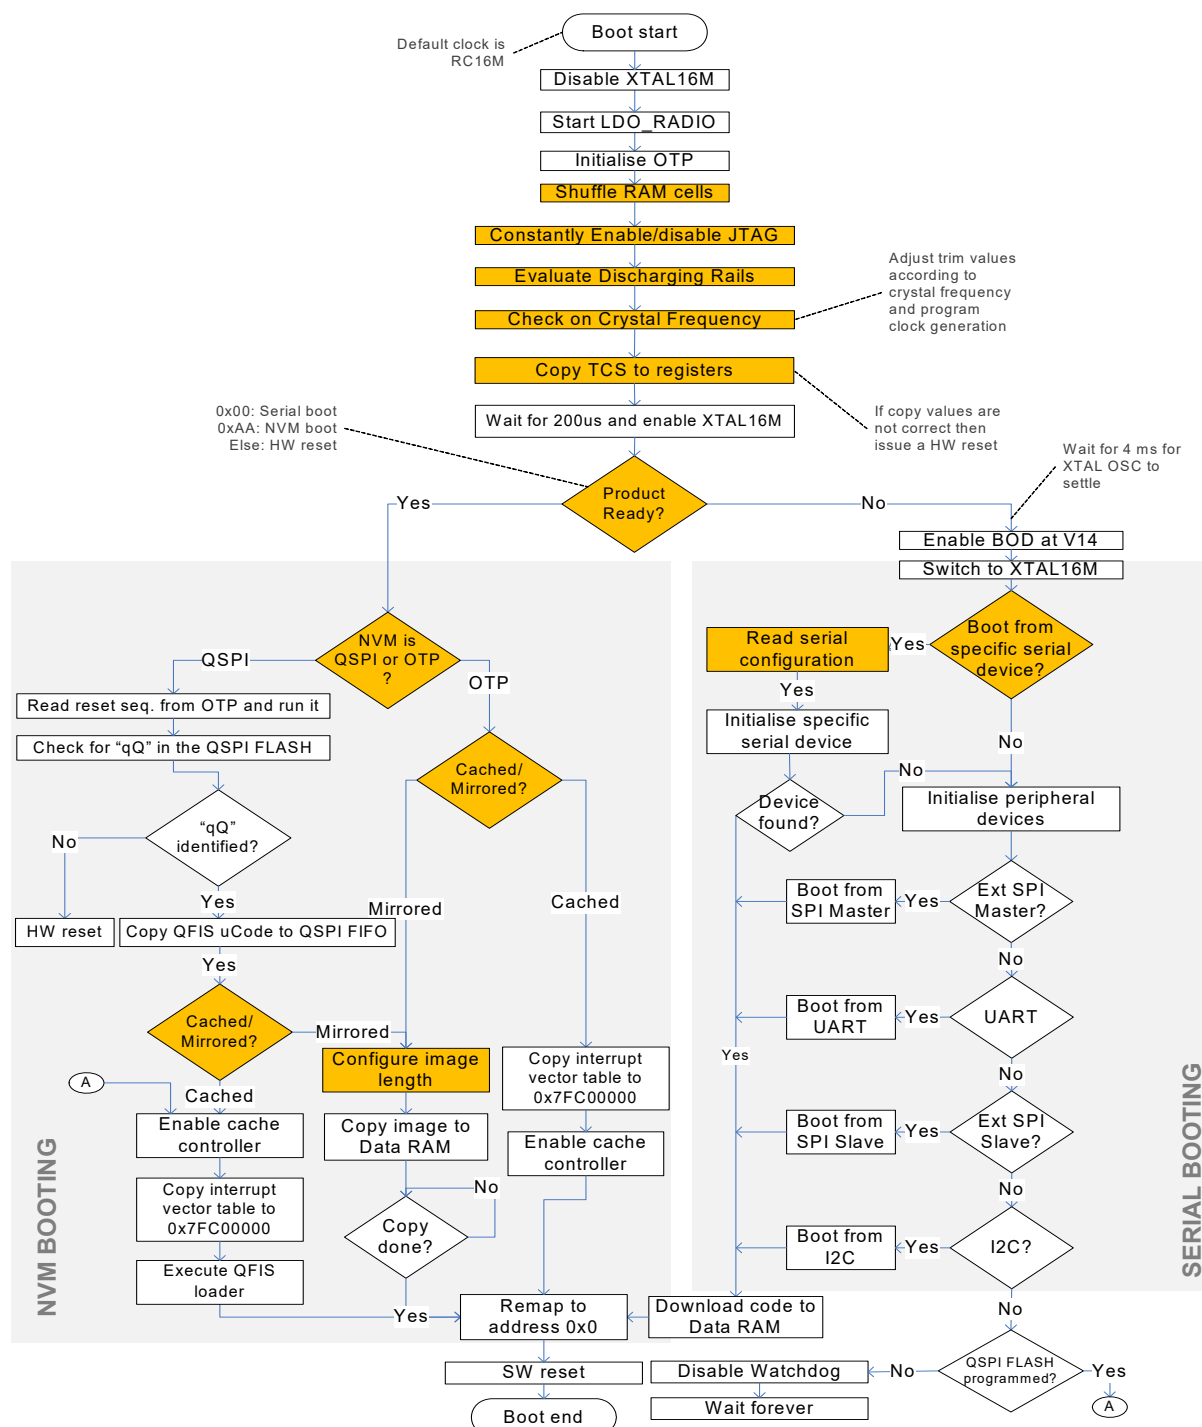 Boot start
Default clock is
RC16M
Disable XTAL16M
Start LDO_RADIO
Initialise OTP
Shuffle RAM cells
Constantly Enable/disable JTAG
Evaluate Discharging Rails
Check on Crystal Frequency
Adjust trim values
according to
crystal frequency
and program
clock generation
Copy TCS to registers
Wait for 200us and enable XTAL16M
If copy values are
not correct then
issue a HW reset
0x00: Serial boot
0xAA: NVM boot
Else: HW reset
Wait for 4 ms for
XTAL OSC to
settle
Product
Ready?
Yes
No
Enable BOD at V14
Switch to XTAL16M
NVM is
QSPI or OTP
?
QSPI
OTP
Read reset seq. from OTP and run it
Check for “qQ” in the QSPI FLASH
“qQ”
identified?
No
Yes
HW reset
Copy QFIS uCode to QSPI FIFO
Yes
Cached/
Mirrored?
Mirrored
Cached
A
Enable cache
controller
Copy interrupt
vector table to
0x7FC00000
Execute QFIS
loader
Cached/
Mirrored?
Mirrored
Cached
Configure image
length
Copy image to
Data RAM
No
Copy
done?
Yes
Copy interrupt
vector table to
0x7FC00000
Enable cache
controller
NVM BOOTING
Remap to
address 0x0
SW reset
Boot end
Boot from
specific serial
device?
Yes
Read serial
configuration
Yes
Initialise specific
serial device
No
No
Device
found?
Initialise peripheral
devices
Ext SPI
Master?
Yes
Boot from
SPI Master
No
UART
Yes
Boot from
UART
Yes
No
Ext SPI
Slave?
Yes
Boot from
SPI Slave
No
I2C?
Yes
Boot from
I2C
SERIAL BOOTING
No
Download code to
Data RAM
QSPI FLASH
programmed?
No
Yes
A
Disable Watchdog
Wait forever